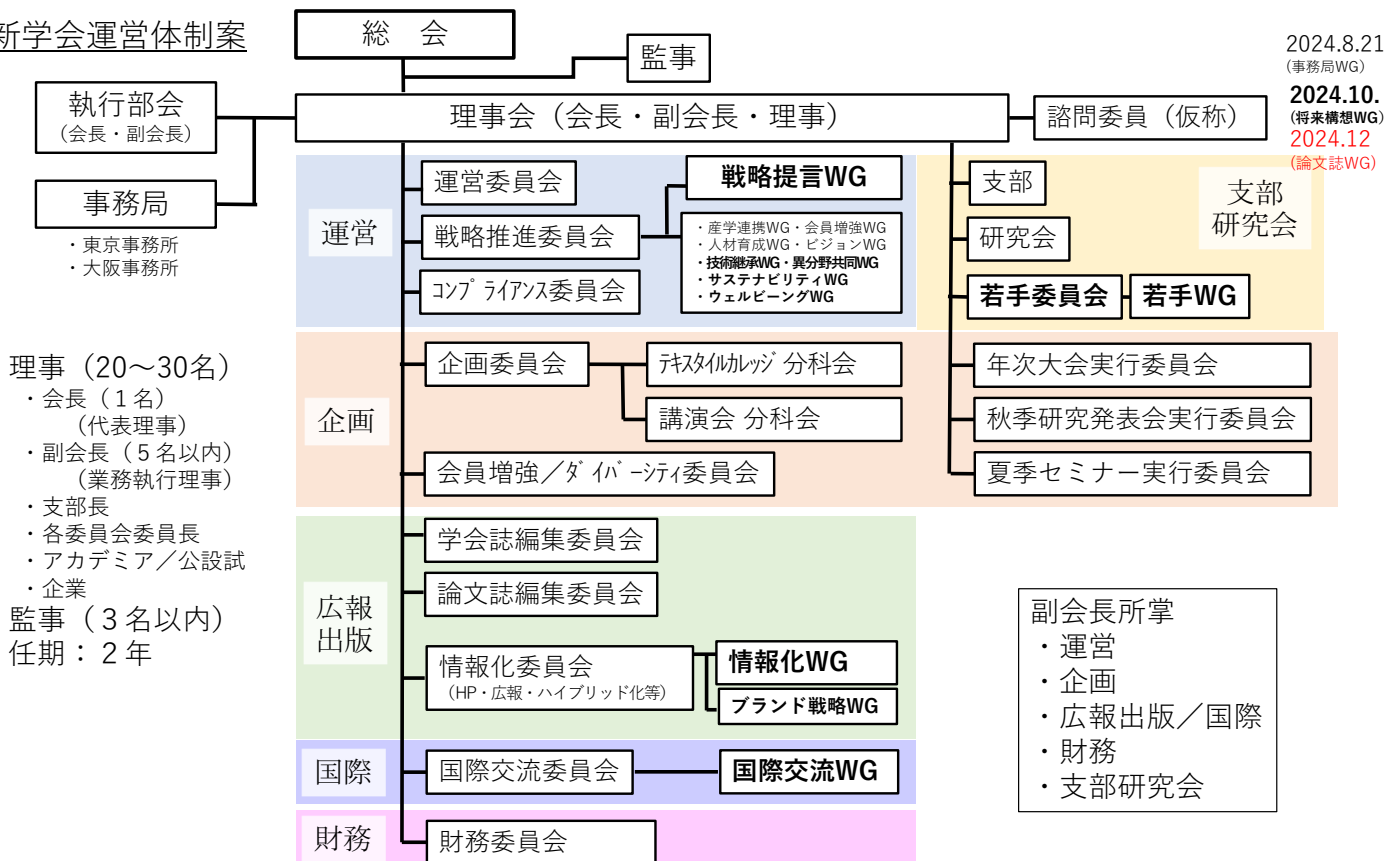 新学会運営体制案
総　会
監事
2024.8.21
(事務局WG)
2024.10.
(将来構想WG)
2024.12
(論文誌WG)
執行部会
（会長・副会長）
理事会（会長・副会長・理事）
諮問委員（仮称）
事務局
・東京事務所
・大阪事務所
運営
運営委員会
戦略提言WG
戦略推進委員会
・産学連携WG・会員増強WG
・人材育成WG・ビジョンWG
・技術継承WG・異分野共同WG
・サステナビリティWG
・ウェルビーングWG
ｺﾝﾌﾟﾗｲｱﾝｽ委員会
支部
研究会
支部
研究会
若手委員会
若手WG
理事（20～30名）
・会長（１名）
（代表理事）
・副会長（５名以内）
（業務執行理事）
・支部長
・各委員会委員長
・アカデミア／公設試
・企業
監事（３名以内）
任期：２年
企画
企画委員会
ﾃｷｽﾀｲﾙｶﾚｯｼﾞ 分科会
講演会 分科会
会員増強／ﾀﾞｲﾊﾞｰｼﾃｨ委員会
年次大会実行委員会
秋季研究発表会実行委員会
夏季セミナー実行委員会
広報
出版
学会誌編集委員会
論文誌編集委員会
情報化委員会
（HP・広報・ハイブリッド化等）
情報化WG
ブランド戦略WG
国際
国際交流委員会
国際交流WG
財務
財務委員会
副会長所掌
・運営
・企画
・広報出版／国際
・財務
・支部研究会